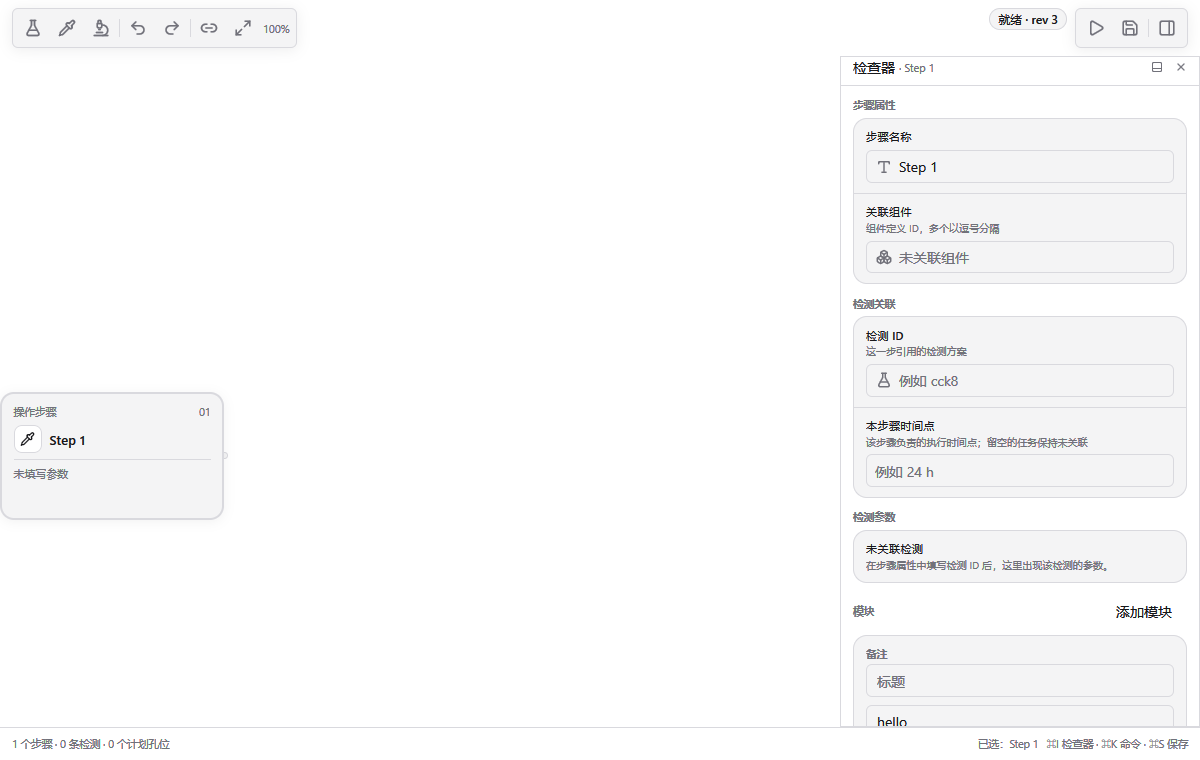 100%
就绪 · rev 3
检查器 · Step 1
步骤属性
步骤名称
Step 1
关联组件
组件定义 ID，多个以逗号分隔
未关联组件
检测关联
检测 ID
这一步引用的检测方案
例如 cck8
本步骤时间点
该步骤负责的执行时间点；留空的任务保持未关联
例如 24 h
检测参数
未关联检测
在步骤属性中填写检测 ID 后，这里出现该检测的参数。
模块
添加模块
备注
标题
hello
操作步骤
01
Step 1
未填写参数
1 个步骤 · 0 条检测 · 0 个计划孔位
已选： Step 1 ⌘I 检查器 · ⌘K 命令 · ⌘S 保存